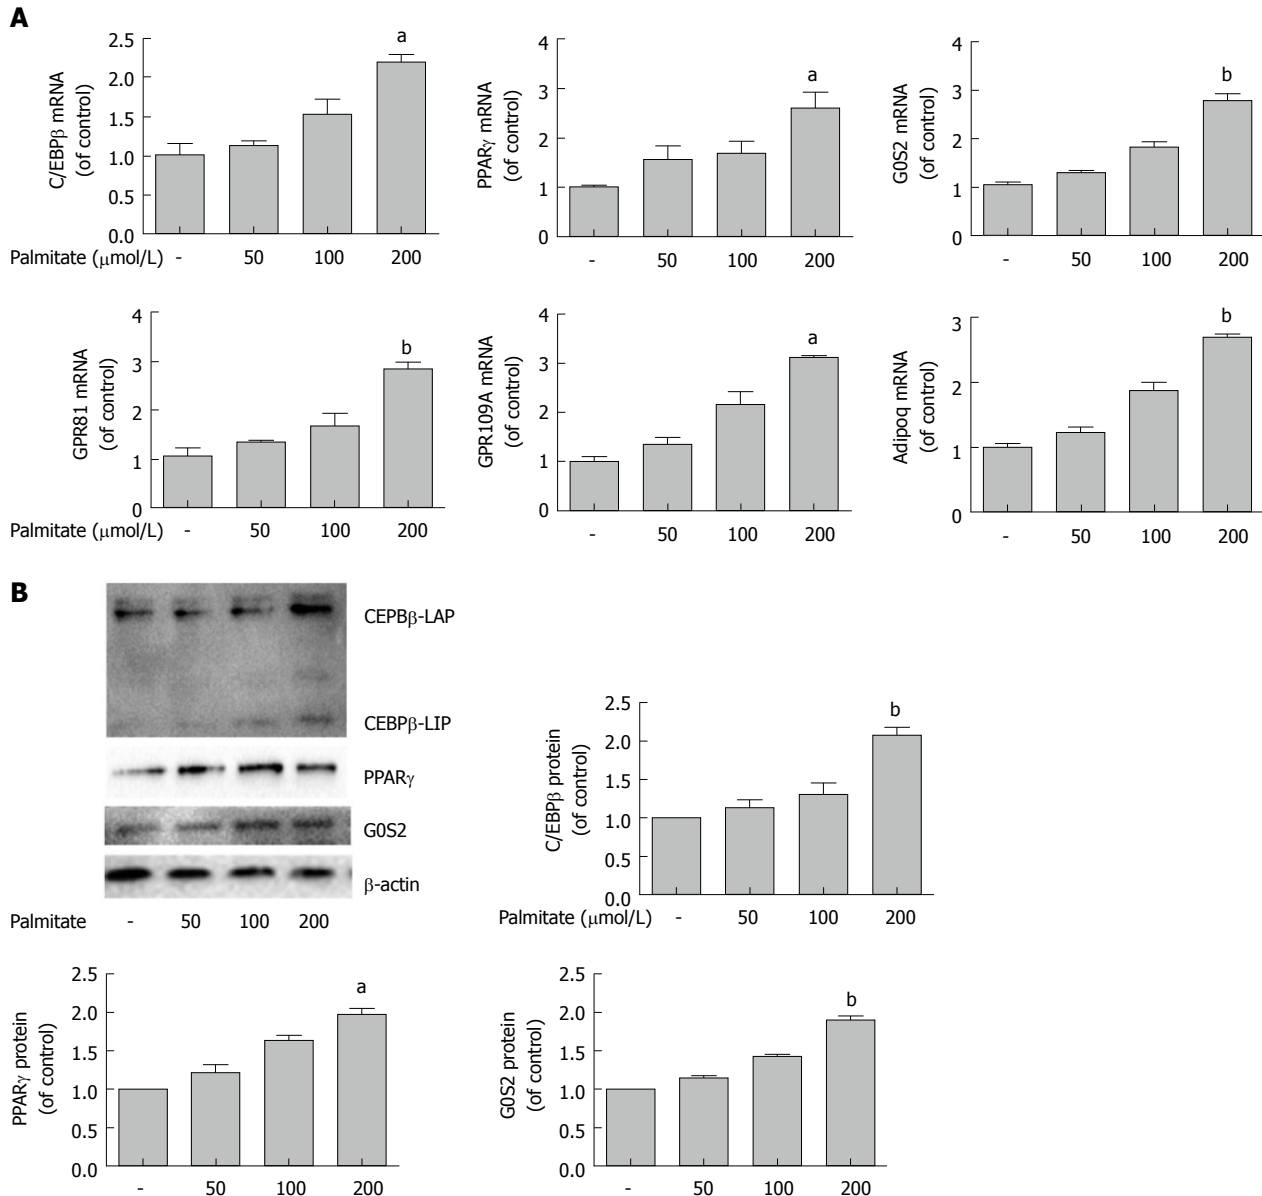 A
C/EBPβ mRNA
(of control)
2.5
2.0
1.5
1.0
0.5
0.0
a
Palmitate (μmol/L) - 50 100 200
PPARγ mRNA
(of control)
4
3
2
1
0
a
- 50 100 200
G0S2 mRNA
(of control)
4
3
2
1
0
b
- 50 100 200
GPR81 mRNA
(of control)
4
3
2
1
0
b
Palmitate (μmol/L) - 50 100 200
GPR109A mRNA
(of control)
4
3
2
1
0
a
- 50 100 200
Adipoq mRNA
(of control)
3
2
1
0
b
- 50 100 200
B
CEPBβ-LAP
CEBPβ-LIP
PPARγ
G0S2
β-actin
Palmitate - 50 100 200
C/EBPβ protein
(of control)
2.5
2.0
1.5
1.0
0.5
0.0
b
Palmitate (μmol/L) - 50 100 200
PPARγ protein
(of control)
2.5
2.0
1.5
1.0
0.5
0.0
a
- 50 100 200
G0S2 protein
(of control)
2.5
2.0
1.5
1.0
0.5
0.0
b
- 50 100 200